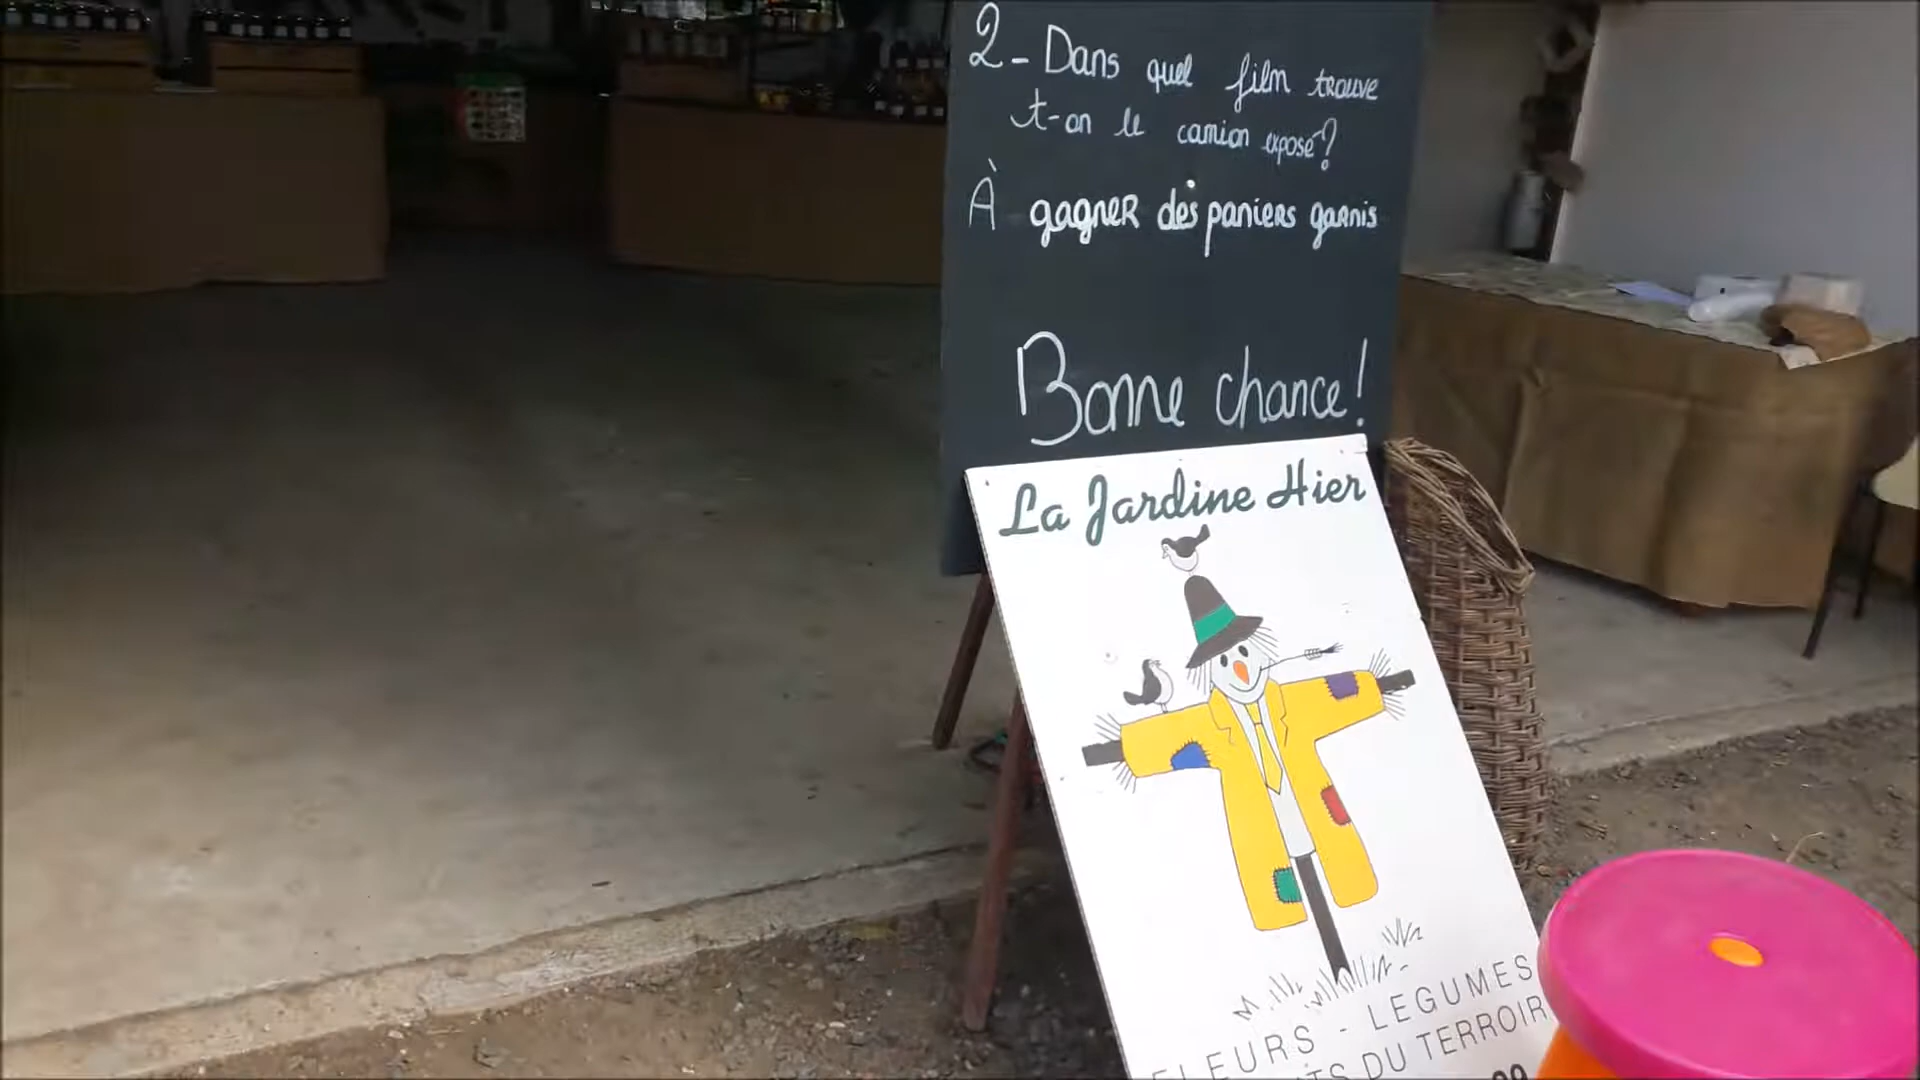 2- Dans quel film trouve
t-on le camion exposé?
À gagner des paniers garnis
Bonne chance!
La Jardine Hier
FLEURS - LEGUMES
DU TERROIR